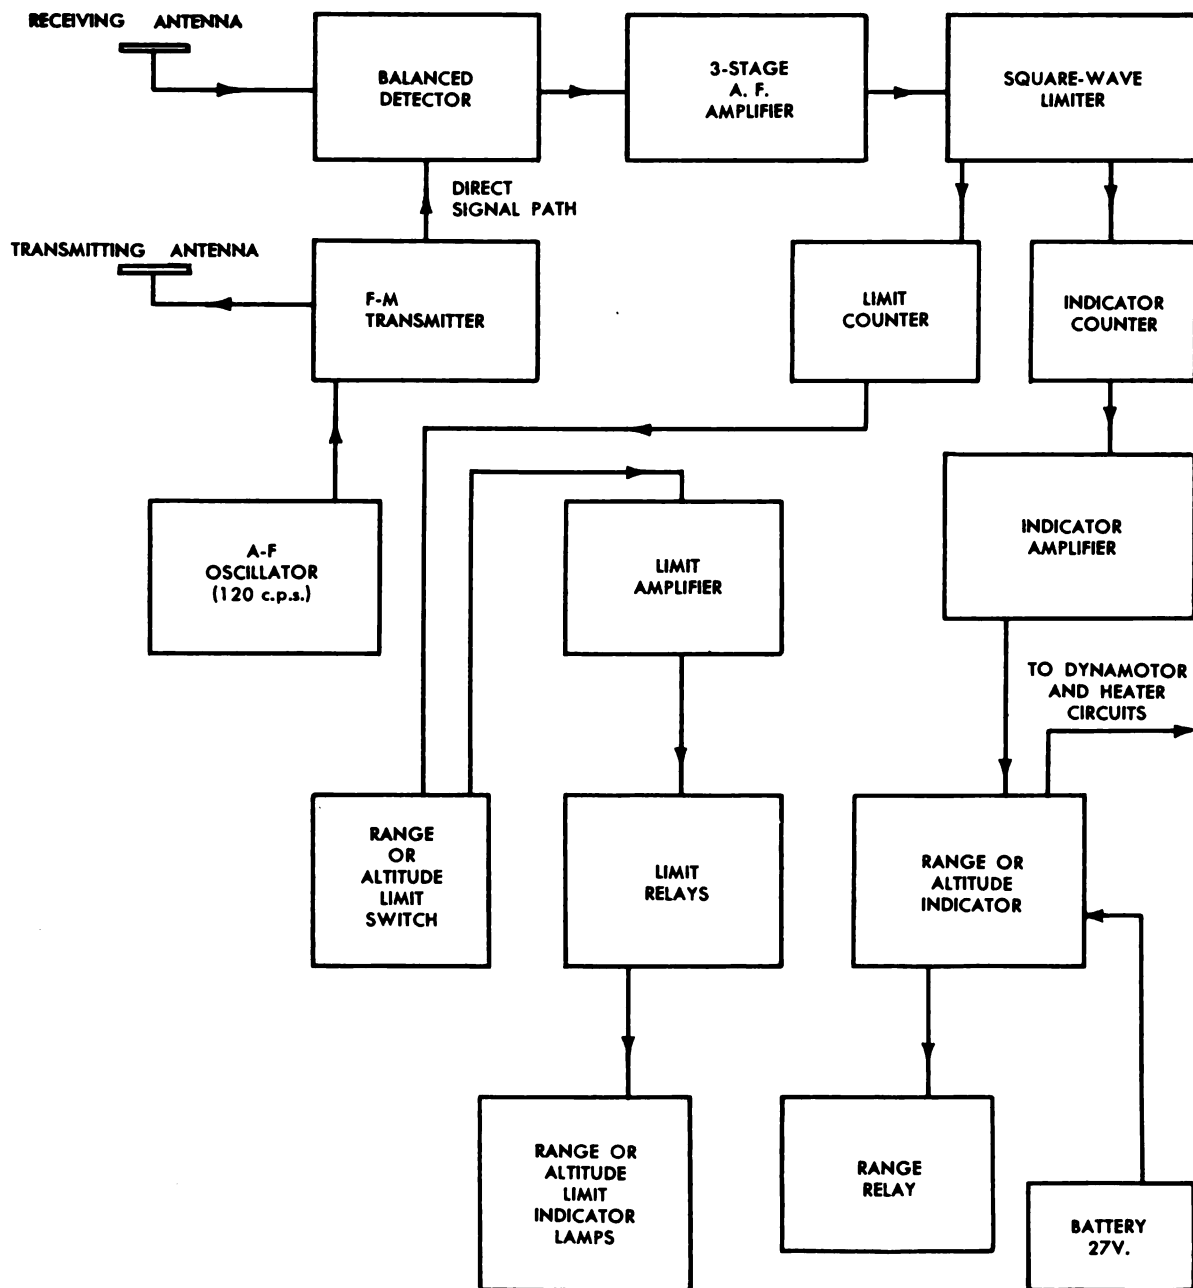 RECEIVING ANTENNA
BALANCED
DETECTOR
3-STAGE
A. F.
AMPLIFIER
SQUARE-WAVE
LIMITER
DIRECT
SIGNAL PATH
TRANSMITTING ANTENNA
F-M
TRANSMITTER
LIMIT
COUNTER
INDICATOR
COUNTER
A-F
OSCILLATOR
(120 c.p.s.)
LIMIT
AMPLIFIER
INDICATOR
AMPLIFIER
TO DYNAMOTOR
AND HEATER
CIRCUITS
RANGE
OR
ALTITUDE
LIMIT
SWITCH
LIMIT
RELAYS
RANGE OR
ALTITUDE
INDICATOR
RANGE OR
ALTITUDE
LIMIT
INDICATOR
LAMPS
RANGE
RELAY
BATTERY
27V.